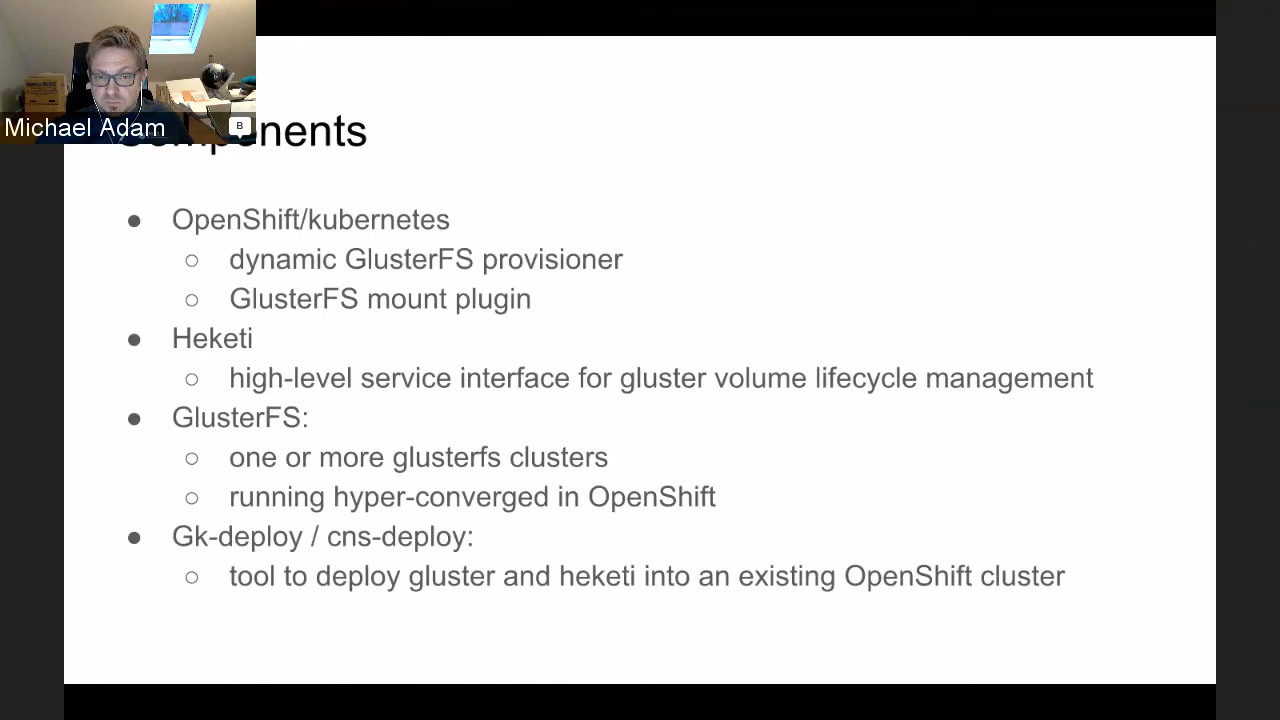 Michael Adam
B
Components
● OpenShift/kubernetes
○ dynamic GlusterFS provisioner
○ GlusterFS mount plugin
● Heketi
○ high-level service interface for gluster volume lifecycle management
● GlusterFS:
○ one or more glusterfs clusters
○ running hyper-converged in OpenShift
● Gk-deploy / cns-deploy:
○ tool to deploy gluster and heketi into an existing OpenShift cluster